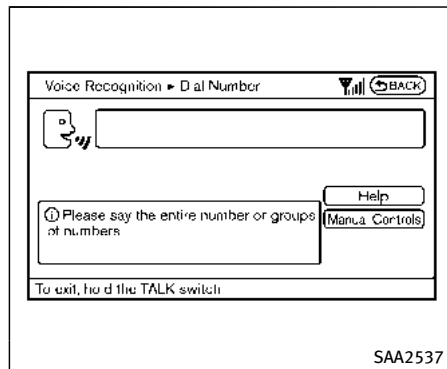 Voice Recognition ▸ Dial Number
BACK
Help
Please say the entire number or groups
of numbers
Manual Controls
To exit, hold the TALK switch
SAA2537